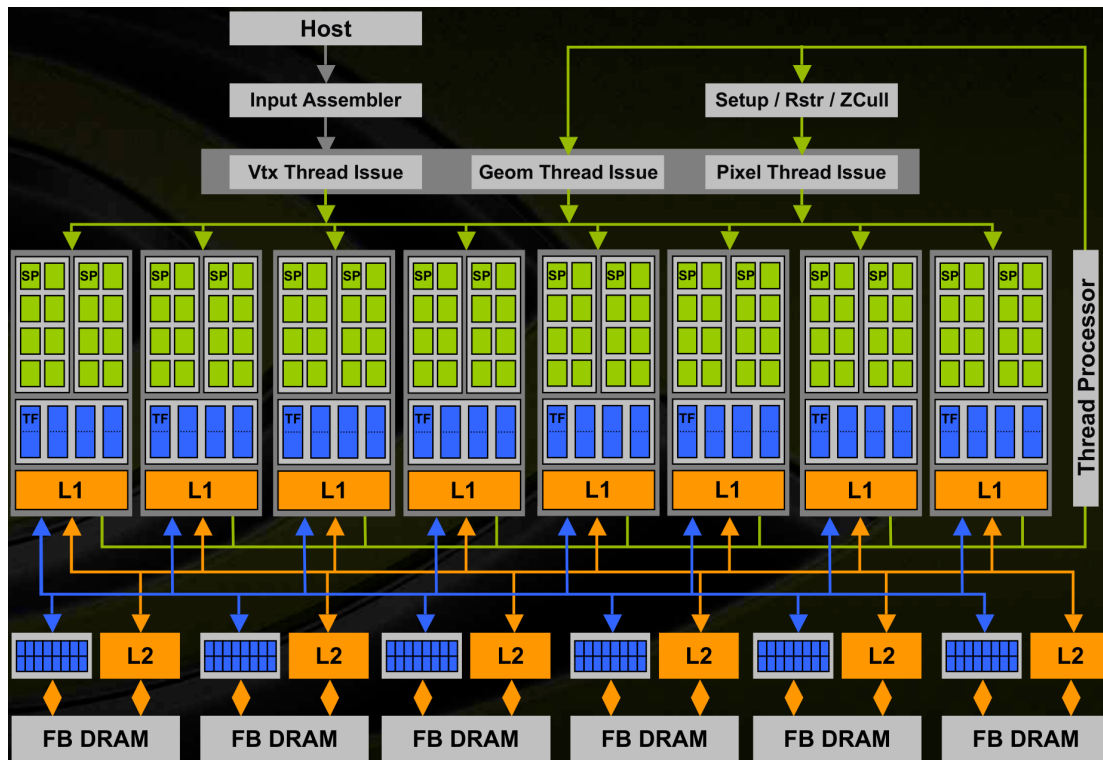 Host
Input Assembler
Setup / Rstr / ZCull
Vtx Thread Issue
Geom Thread Issue
Pixel Thread Issue
SP SP SP SP SP SP SP SP SP SP SP SP SP SP SP SP
Thread Processor
TF TF TF TF TF TF TF TF
L1 L1 L1 L1 L1 L1 L1 L1
L2 L2 L2 L2 L2 L2
FB DRAM FB DRAM FB DRAM FB DRAM FB DRAM FB DRAM